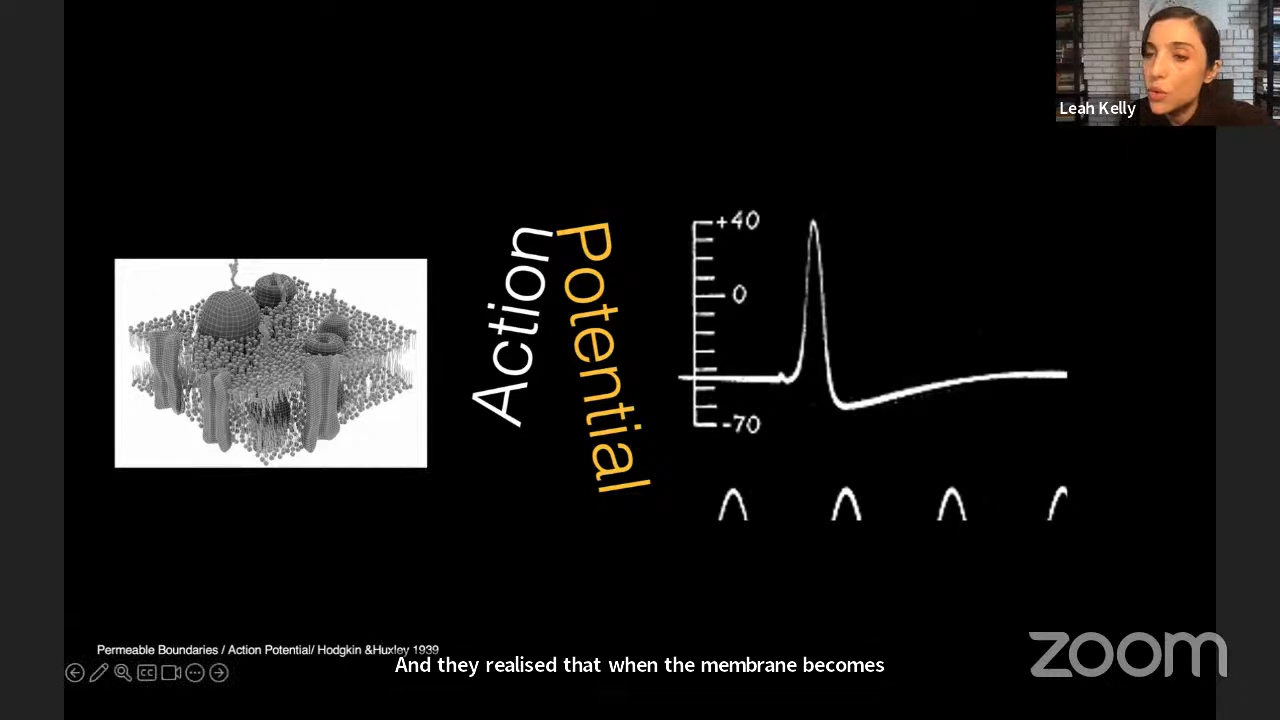 Leah Kelly
Action
Potential
+40
0
-70
Permeable Boundaries / Action Potential/ Hodgkin &Huxley 1939
CC
And they realised that when the membrane becomes
zoom